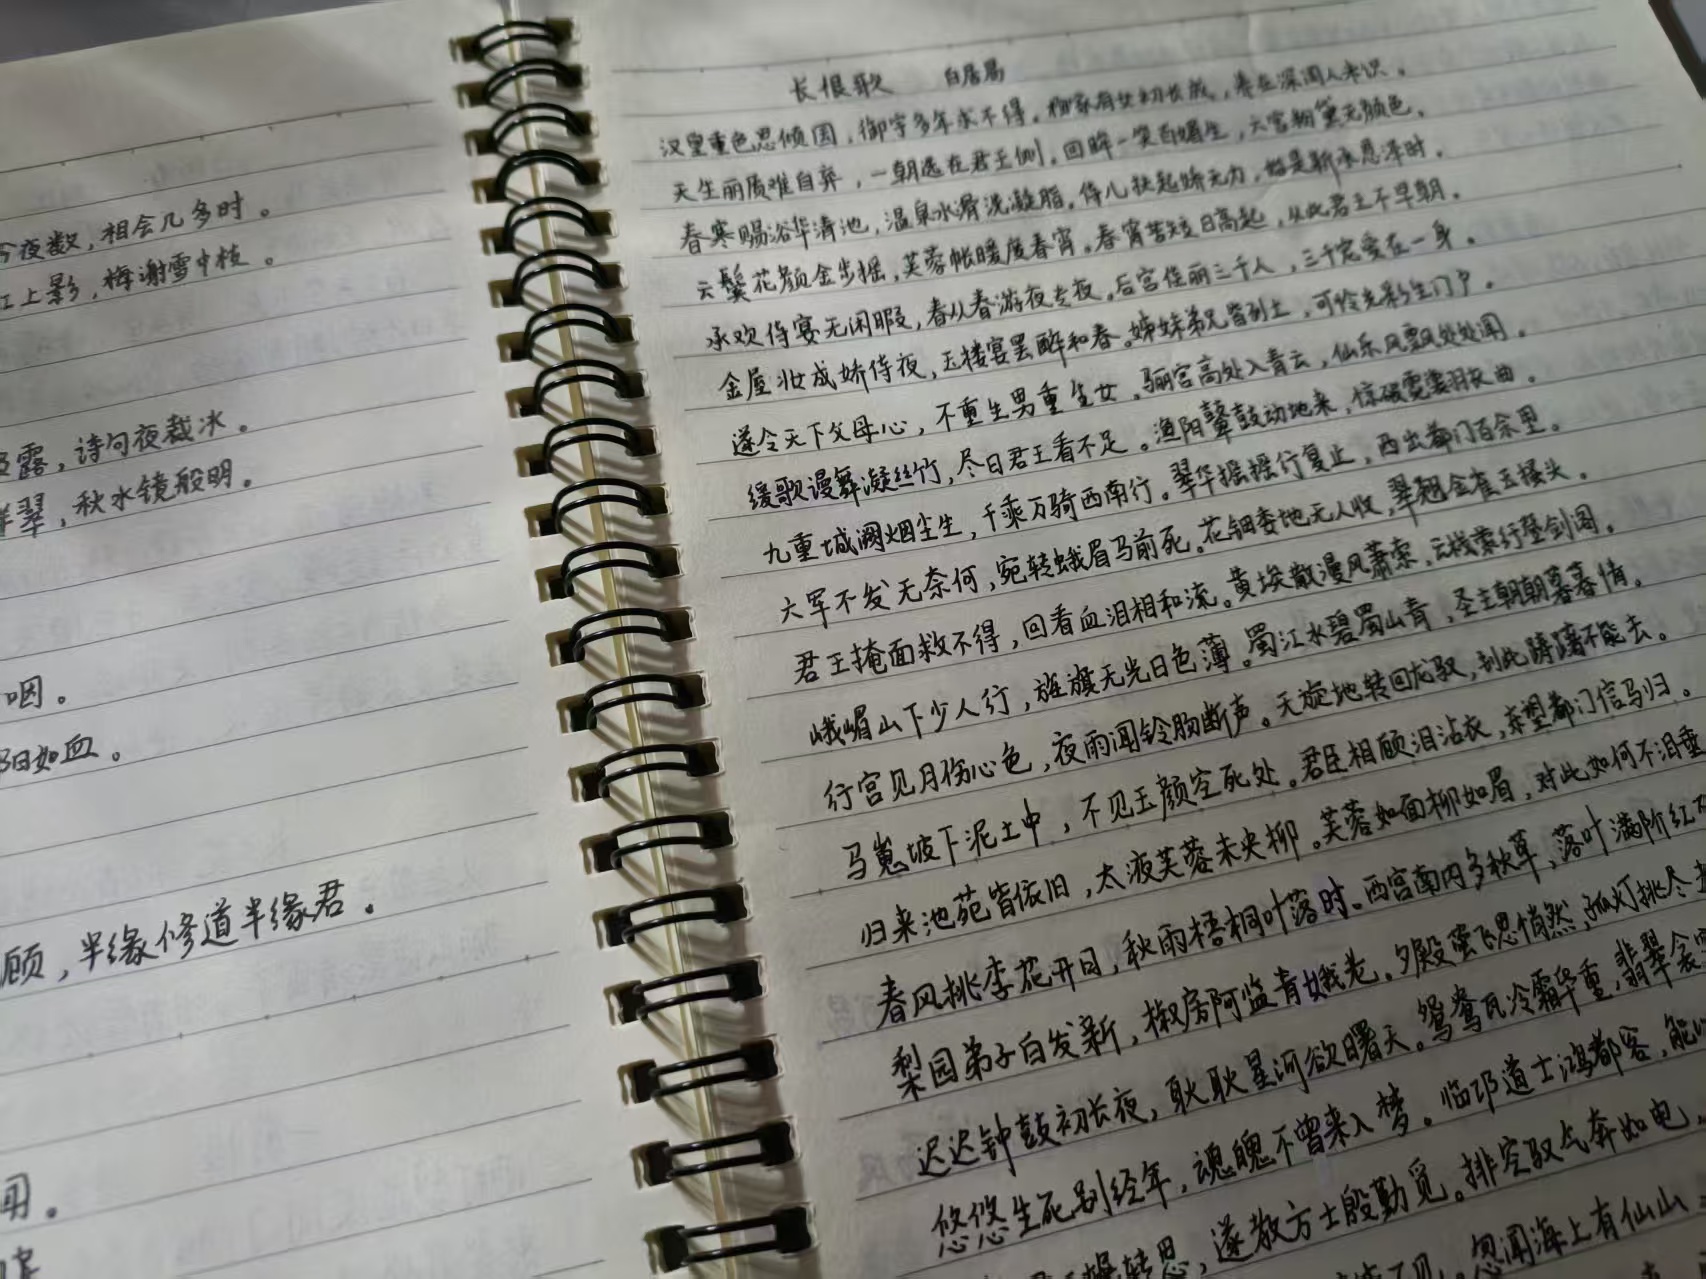 今夜数，相会几多时。
江上影，梅谢雪中枝。
露，诗句夜裁冰。
翠，秋水镜般明。
咽。
阳如血。
顾，半缘修道半缘君。
闻。
长恨歌 白居易
汉皇重色思倾国，御宇多年求不得。杨家有女初长成，养在深闺人未识。
天生丽质难自弃，一朝选在君王侧。回眸一笑百媚生，六宫粉黛无颜色。
春寒赐浴华清池，温泉水滑洗凝脂。侍儿扶起娇无力，始是新承恩泽时。
云鬓花颜金步摇，芙蓉帐暖度春宵。春宵苦短日高起，从此君王不早朝。
承欢侍宴无闲暇，春从春游夜专夜。后宫佳丽三千人，三千宠爱在一身。
金屋妆成娇侍夜，玉楼宴罢醉和春。姊妹弟兄皆列土，可怜光彩生门户。
遂令天下父母心，不重生男重生女。骊宫高处入青云，仙乐风飘处处闻。
缓歌谩舞凝丝竹，尽日君王看不足。渔阳鼙鼓动地来，惊破霓裳羽衣曲。
九重城阙烟尘生，千乘万骑西南行。翠华摇摇行复止，西出都门百余里。
六军不发无奈何，宛转蛾眉马前死。花钿委地无人收，翠翘金雀玉搔头。
君王掩面救不得，回看血泪相和流。黄埃散漫风萧索，云栈萦纡登剑阁。
峨嵋山下少人行，旌旗无光日色薄。蜀江水碧蜀山青，圣主朝朝暮暮情。
行宫见月伤心色，夜雨闻铃肠断声。天旋地转回龙驭，到此踌躇不能去。
马嵬坡下泥土中，不见玉颜空死处。君臣相顾泪沾衣，东望都门信马归。
归来池苑皆依旧，太液芙蓉未央柳。芙蓉如面柳如眉，对此如何不泪垂
春风桃李花开日，秋雨梧桐叶落时。西宫南内多秋草，落叶满阶红不
梨园弟子白发新，椒房阿监青娥老。夕殿萤飞思悄然，孤灯挑尽
迟迟钟鼓初长夜，耿耿星河欲曙天。鸳鸯瓦冷霜华重，翡翠衾寒
悠悠生死别经年，魂魄不曾来入梦。临邛道士鸿都客，能以
转思，遂教方士殷勤觅。排空驭气奔如电，
不见。忽闻海上有仙山，